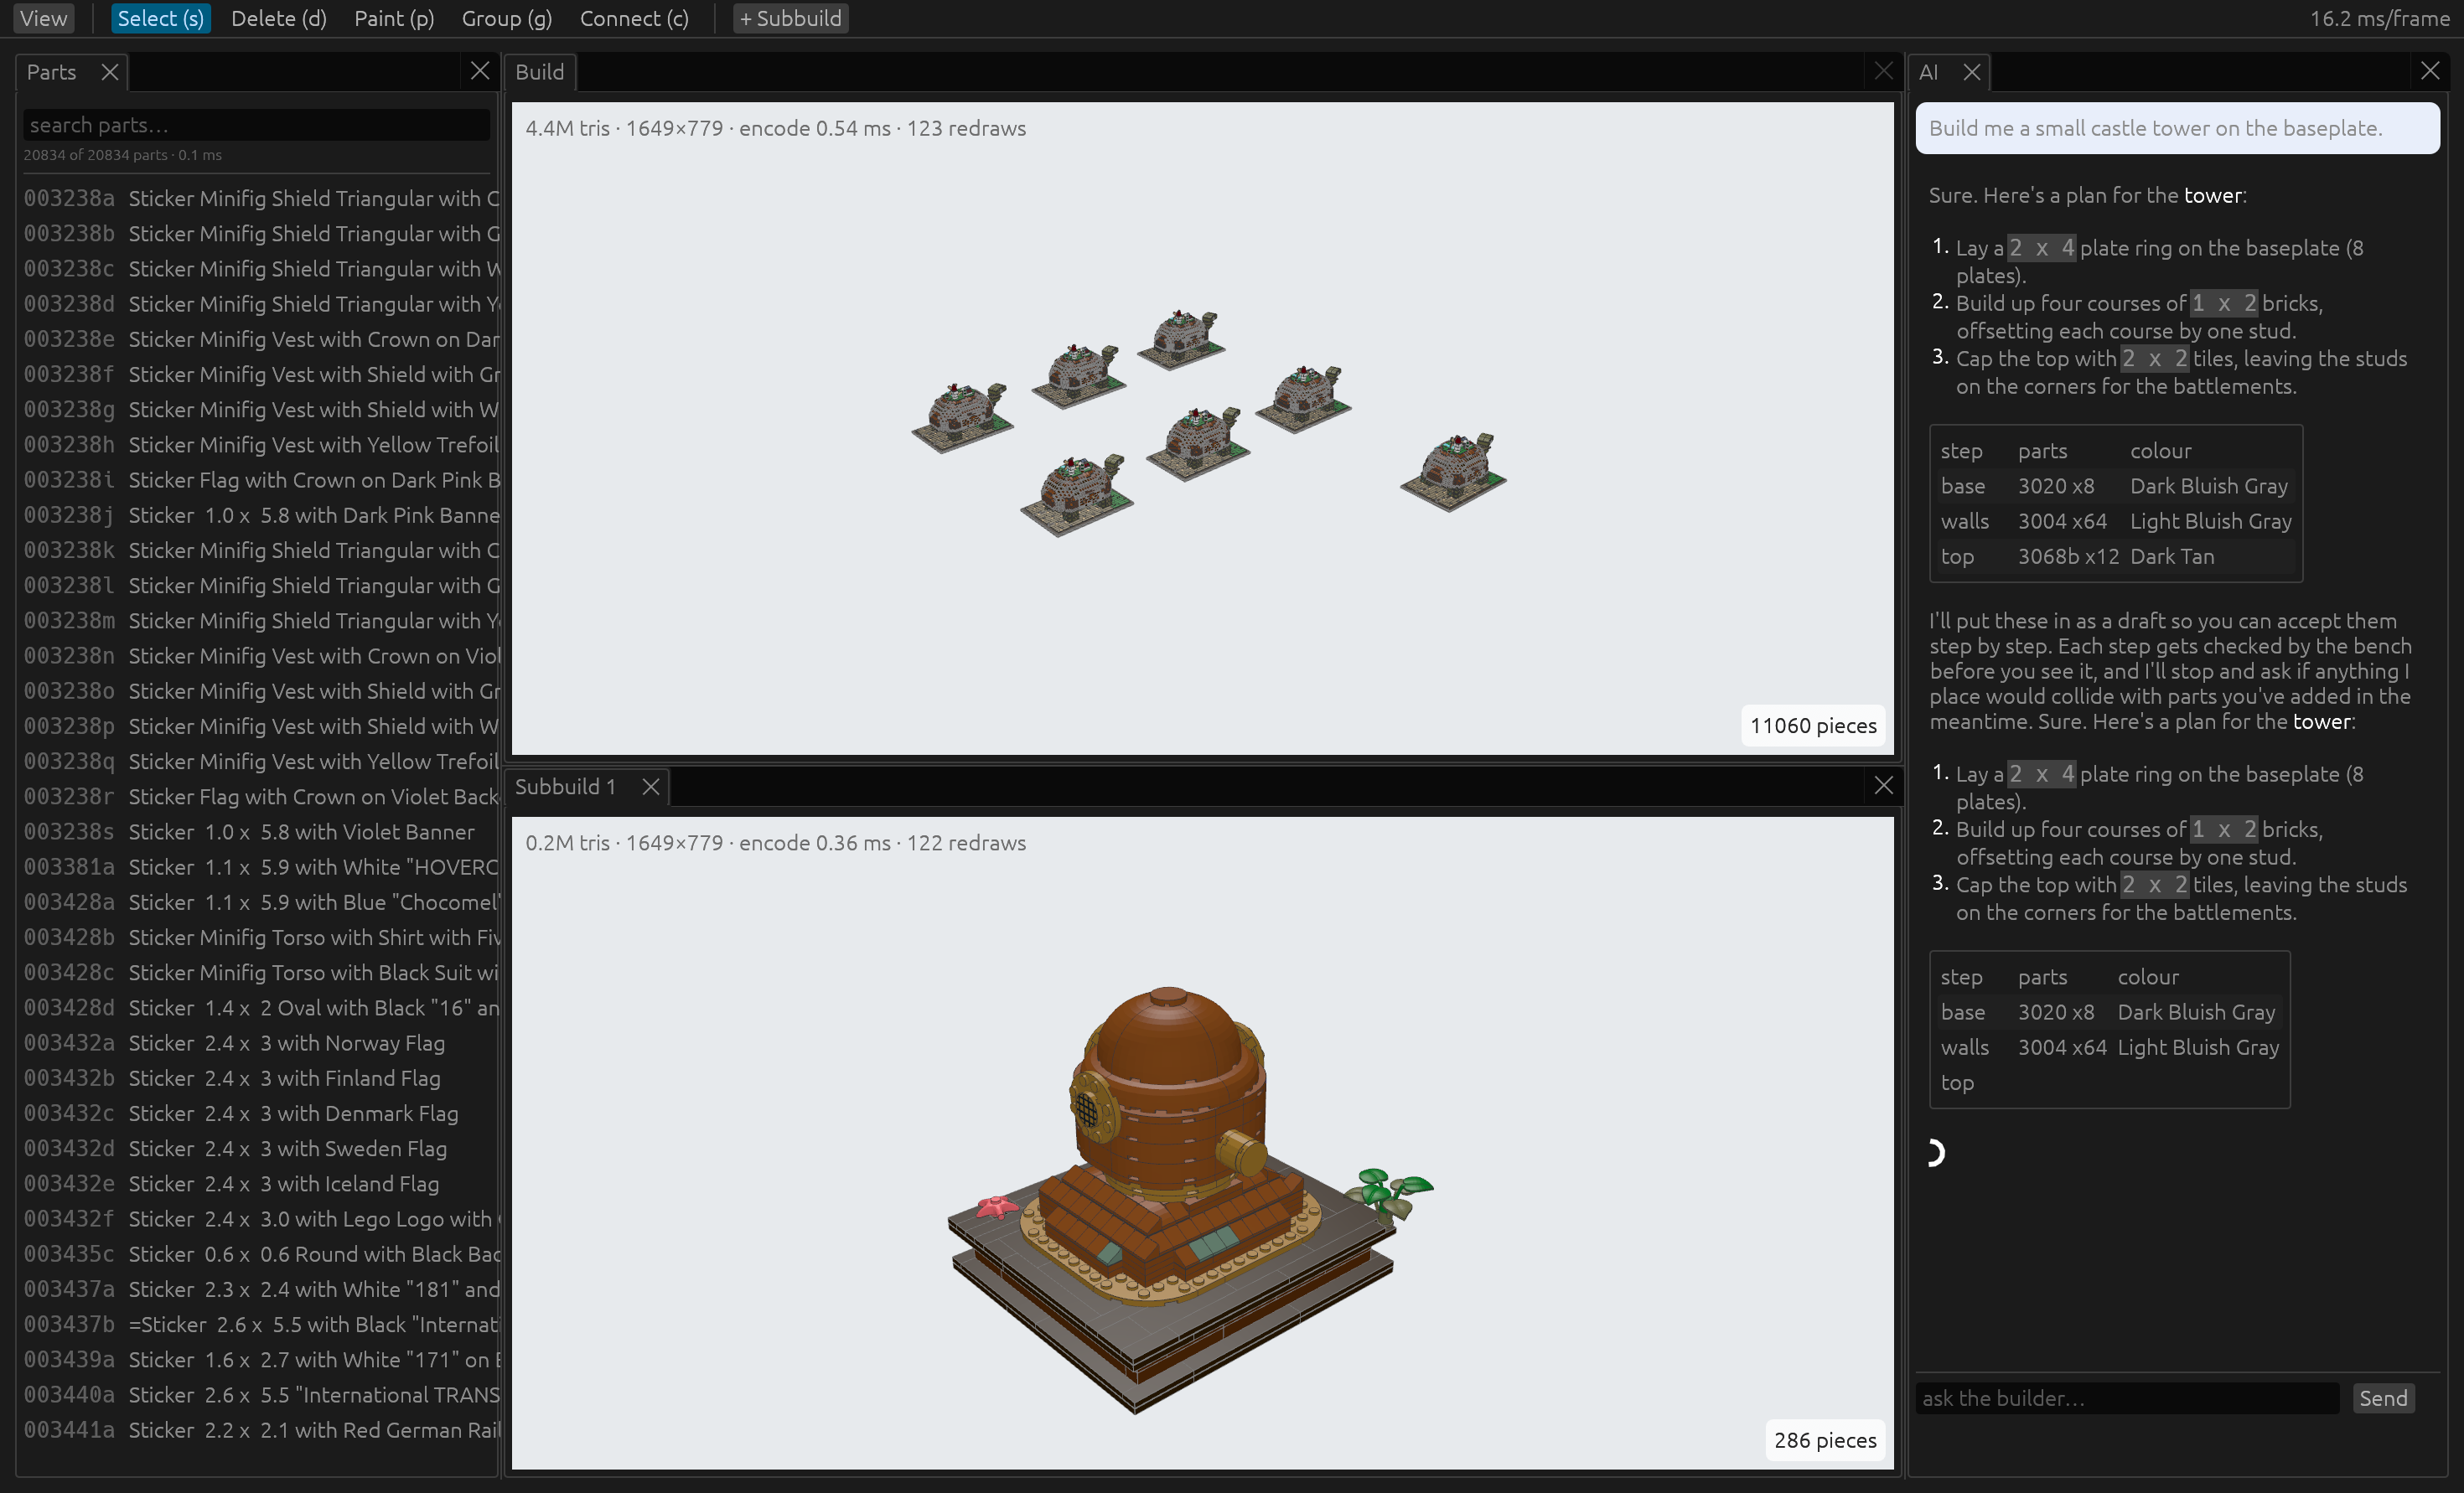 View
Select (s)
Delete (d)
Paint (p)
Group (g)
Connect (c)
+ Subbuild
16.2 ms/frame
Parts
search parts…
20834 of 20834 parts · 0.1 ms
003238a Sticker Minifig Shield Triangular with C
003238b Sticker Minifig Shield Triangular with G
003238c Sticker Minifig Shield Triangular with W
003238d Sticker Minifig Shield Triangular with Y
003238e Sticker Minifig Vest with Crown on Dar
003238f Sticker Minifig Vest with Shield with Gr
003238g Sticker Minifig Vest with Shield with W
003238h Sticker Minifig Vest with Yellow Trefoil
003238i Sticker Flag with Crown on Dark Pink B
003238j Sticker 1.0 x 5.8 with Dark Pink Banne
003238k Sticker Minifig Shield Triangular with C
003238l Sticker Minifig Shield Triangular with G
003238m Sticker Minifig Shield Triangular with Y
003238n Sticker Minifig Vest with Crown on Viol
003238o Sticker Minifig Vest with Shield with Gr
003238p Sticker Minifig Vest with Shield with W
003238q Sticker Minifig Vest with Yellow Trefoil
003238r Sticker Flag with Crown on Violet Back
003238s Sticker 1.0 x 5.8 with Violet Banner
003381a Sticker 1.1 x 5.9 with White "HOVERC
003428a Sticker 1.1 x 5.9 with Blue "Chocomel"
003428b Sticker Minifig Torso with Shirt with Fiv
003428c Sticker Minifig Torso with Black Suit wi
003428d Sticker 1.4 x 2 Oval with Black "16" an
003432a Sticker 2.4 x 3 with Norway Flag
003432b Sticker 2.4 x 3 with Finland Flag
003432c Sticker 2.4 x 3 with Denmark Flag
003432d Sticker 2.4 x 3 with Sweden Flag
003432e Sticker 2.4 x 3 with Iceland Flag
003432f Sticker 2.4 x 3.0 with Lego Logo with
003435c Sticker 0.6 x 0.6 Round with Black Bac
003437a Sticker 2.3 x 2.4 with White "181" and
003437b =Sticker 2.6 x 5.5 with Black "Internati
003439a Sticker 1.6 x 2.7 with White "171" on
003440a Sticker 2.6 x 5.5 "International TRANS
003441a Sticker 2.2 x 2.1 with Red German Rail
Build
4.4M tris · 1649×779 · encode 0.54 ms · 123 redraws
11060 pieces
Subbuild 1
0.2M tris · 1649×779 · encode 0.36 ms · 122 redraws
286 pieces
AI
Build me a small castle tower on the baseplate.
Sure. Here's a plan for the tower:
1. Lay a 2 x 4 plate ring on the baseplate (8
plates).
2. Build up four courses of 1 x 2 bricks,
offsetting each course by one stud.
3. Cap the top with 2 x 2 tiles, leaving the studs
on the corners for the battlements.
step parts colour
base 3020 x8 Dark Bluish Gray
walls 3004 x64 Light Bluish Gray
top 3068b x12 Dark Tan
I'll put these in as a draft so you can accept them
step by step. Each step gets checked by the bench
before you see it, and I'll stop and ask if anything I
place would collide with parts you've added in the
meantime. Sure. Here's a plan for the tower:
1. Lay a 2 x 4 plate ring on the baseplate (8
plates).
2. Build up four courses of 1 x 2 bricks,
offsetting each course by one stud.
3. Cap the top with 2 x 2 tiles, leaving the studs
on the corners for the battlements.
step parts colour
base 3020 x8 Dark Bluish Gray
walls 3004 x64 Light Bluish Gray
top
ask the builder…
Send